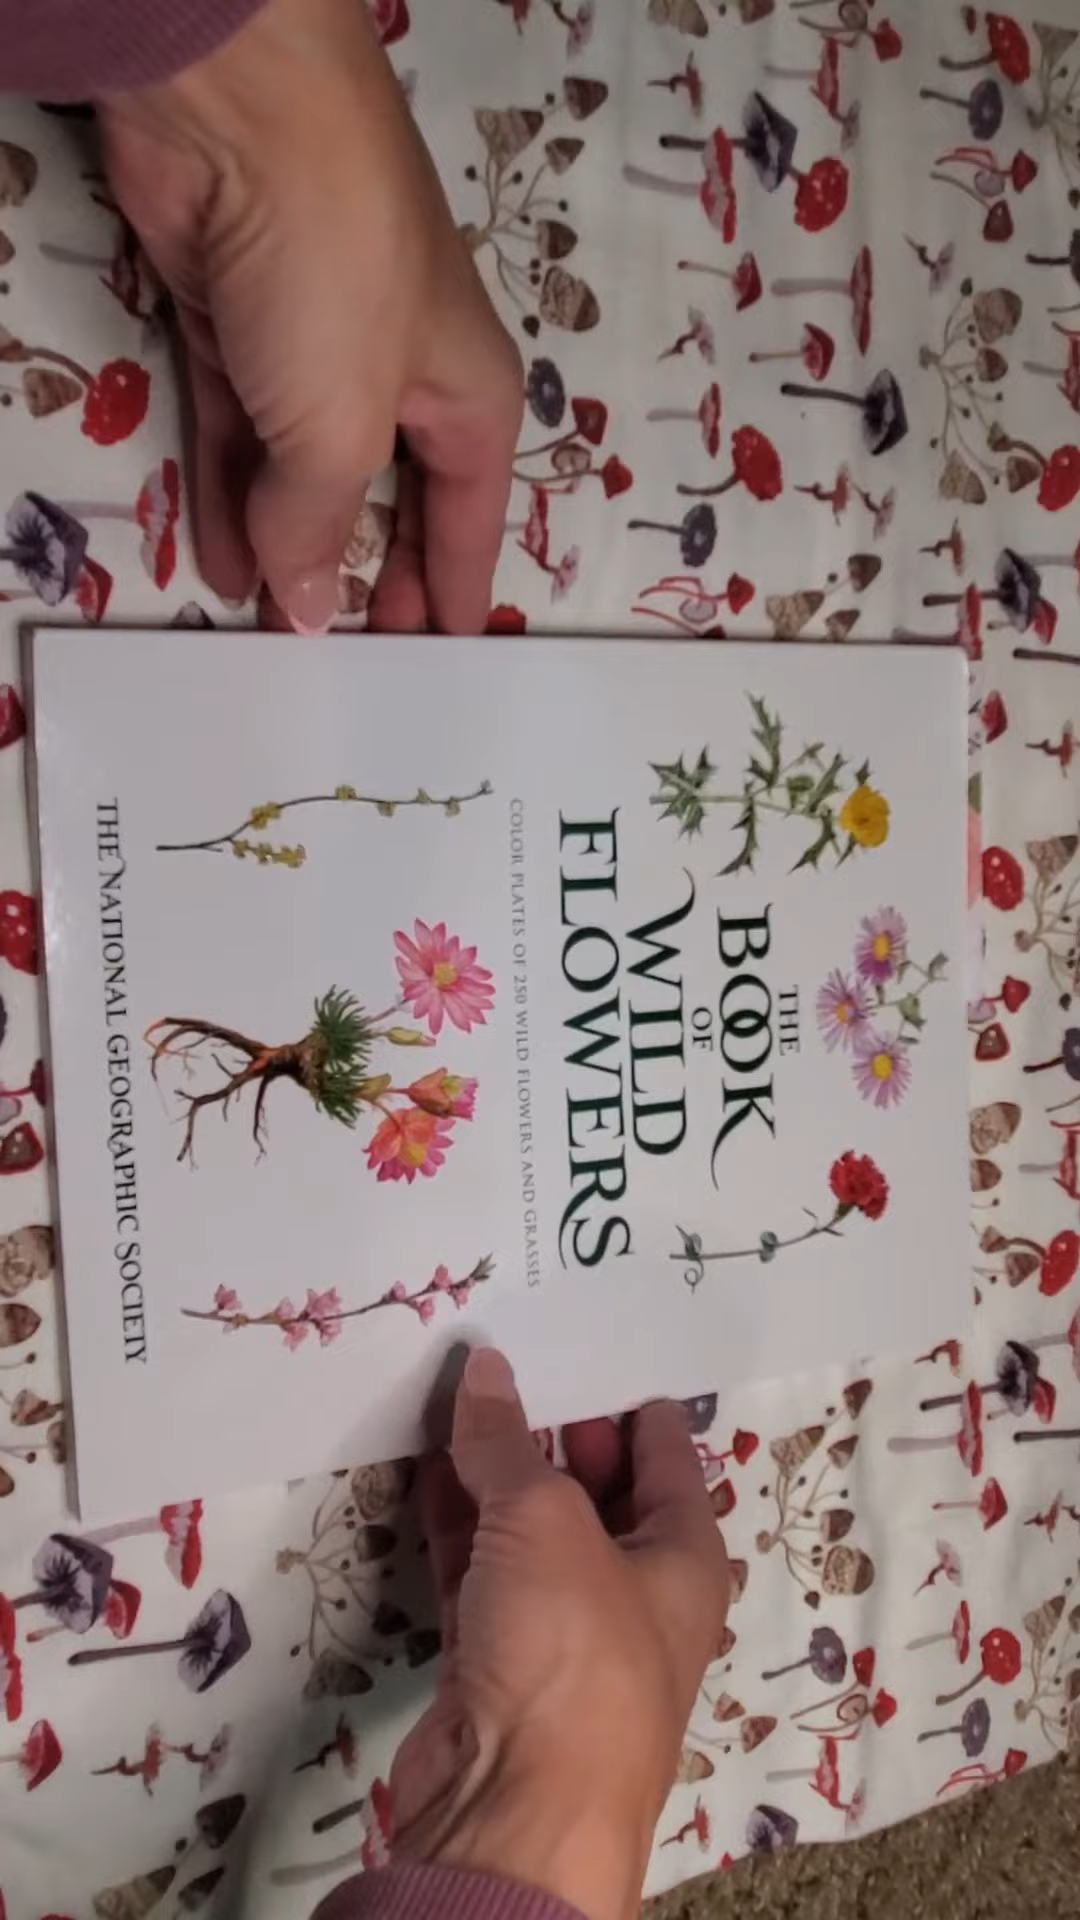 THE
BOOK
OF
WILD
FLOWERS
COLOR PLATES OF 250 WILD FLOWERS AND GRASSES
THE NATIONAL GEOGRAPHIC SOCIETY